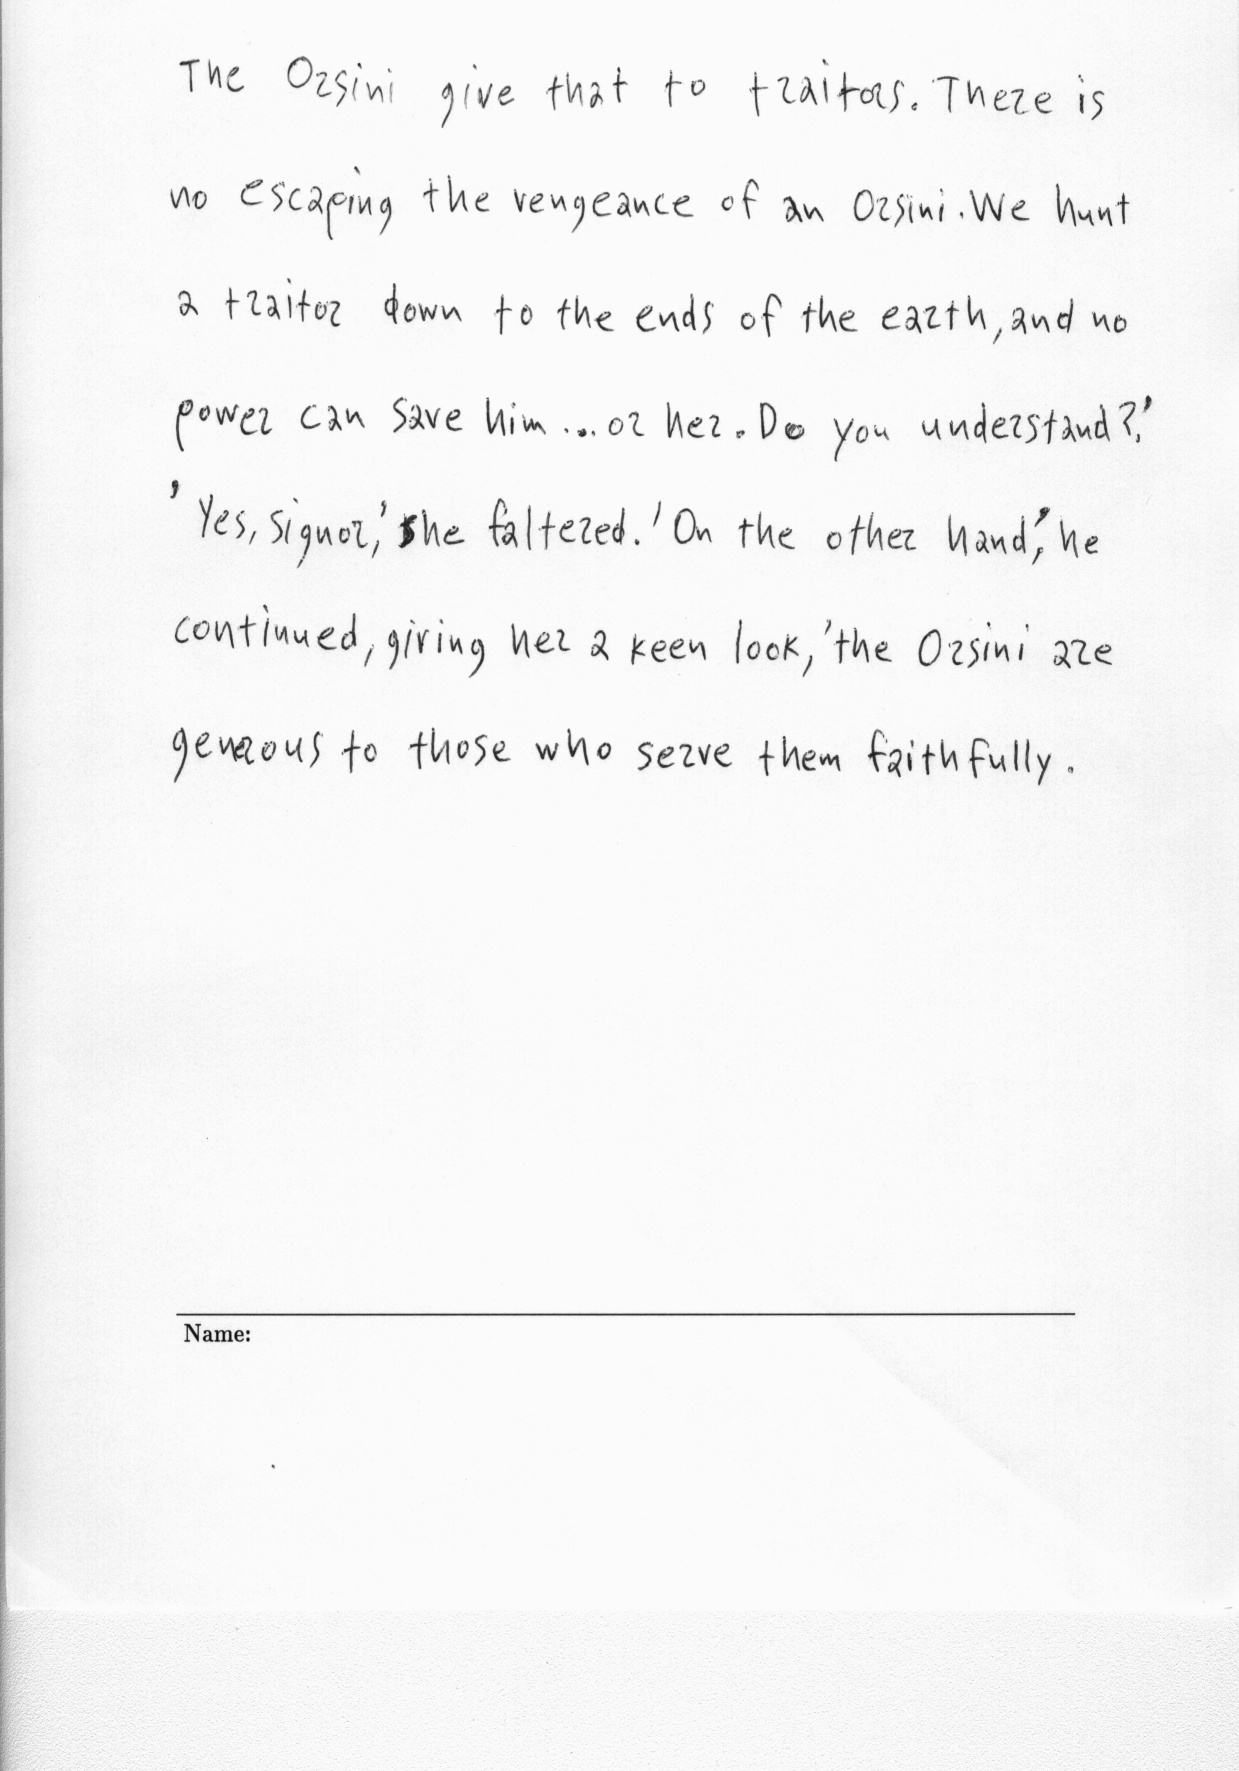 The Orsini give that to traitors. There is
no escaping the vengeance of an Orsini. We hunt
a traitor down to the ends of the earth, and no
power can save him ... or her. Do you understand?,'
'Yes, Signor,' she faltered. 'On the other hand,' he
continued, giving her a keen look, 'the Orsini are
generous to those who serve them faithfully.
Name: